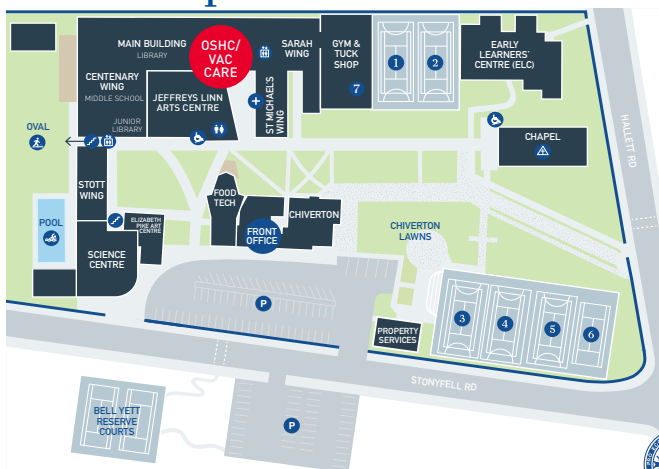 MAIN BUILDING
LIBRARY
OSHC/
VAC
CARE
SARAH
WING
GYM &
TUCK
SHOP
7
1
2
EARLY
LEARNERS'
CENTRE (ELC)
CENTENARY
WING
MIDDLE SCHOOL
JUNIOR
LIBRARY
JEFFREYS LINN
ARTS CENTRE
ST MICHAEL'S
WING
HALLETT RD
OVAL
CHAPEL
STOTT
WING
FOOD
TECH
CHIVERTON
ELIZABETH
PIKE ART
CENTRE
POOL
FRONT
OFFICE
CHIVERTON
LAWNS
SCIENCE
CENTRE
P
3
4
5
6
PROPERTY
SERVICES
STONYFELL RD
BELL YETT
RESERVE
COURTS
P